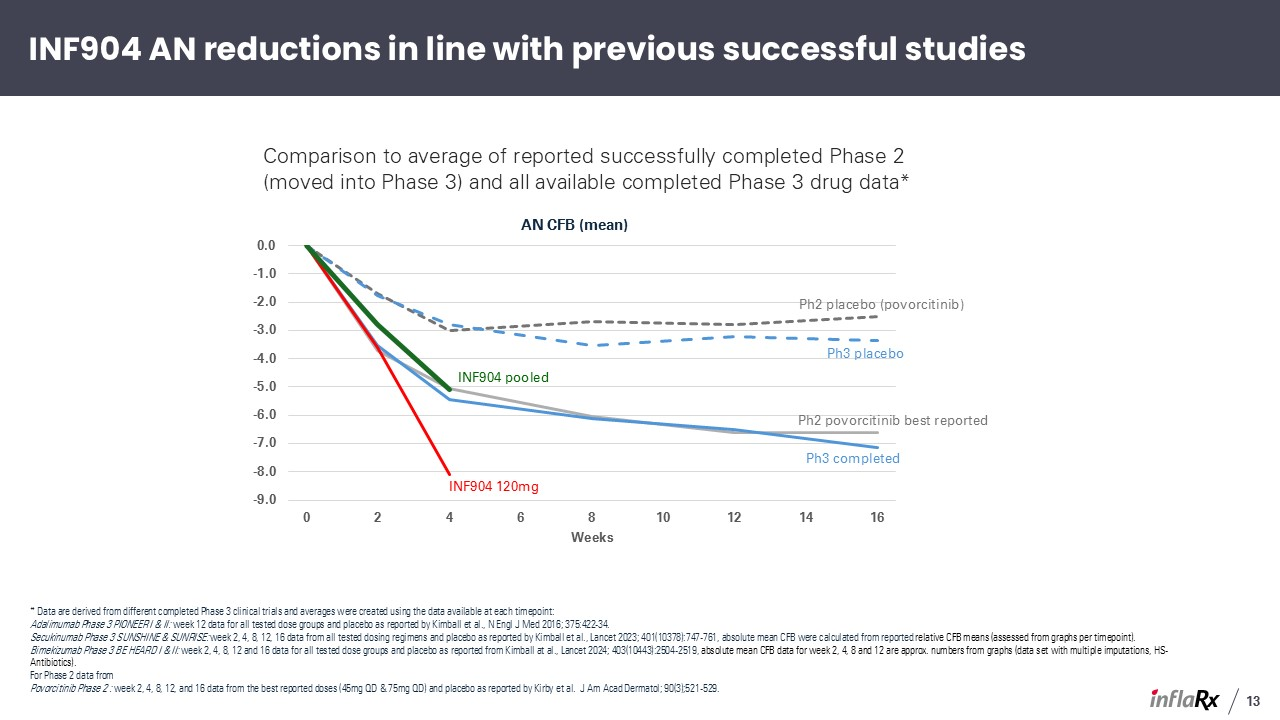 INF904 AN reductions in line with previous successful studies
Comparison to average of reported successfully completed Phase 2
(moved into Phase 3) and all available completed Phase 3 drug data*
AN CFB (mean)
0.0
-1.0
-2.0
-3.0
-4.0
-5.0
-6.0
-7.0
-8.0
-9.0
Ph2 placebo (povorcitinib)
Ph3 placebo
INF904 pooled
Ph2 povorcitinib best reported
Ph3 completed
INF904 120mg
0 2 4 6 8 10 12 14 16
Weeks
* Data are derived from different completed Phase 3 clinical trials and averages were created using the data available at each timepoint:
Adalimumab Phase 3 PIONEER I & II: week 12 data for all tested dose groups and placebo as reported by Kimball et al., N Engl J Med 2016; 375:422-34.
Secukinumab Phase 3 SUNSHINE & SUNRISE: week 2, 4, 8, 12, 16 data from all tested dosing regimens and placebo as reported by Kimball et al., Lancet 2023; 401(10378):747-761, absolute mean CFB were calculated from reported relative CFB means (assessed from graphs per timepoint).
Bimekizumab Phase 3 BE HEARD I & II: week 2, 4, 8, 12 and 16 data for all tested dose groups and placebo as reported from Kimball at al., Lancet 2024; 403(10443):2504-2519, absolute mean CFB data for week 2, 4, 8 and 12 are approx. numbers from graphs (data set with multiple imputations, HS-
Antibiotics).
For Phase 2 data from
Povorcitinib Phase 2 : week 2, 4, 8, 12, and 16 data from the best reported doses (45mg QD & 75mg QD) and placebo as reported by Kirby et al. J Am Acad Dermatol; 90(3);521-529.
inflaRx / 13